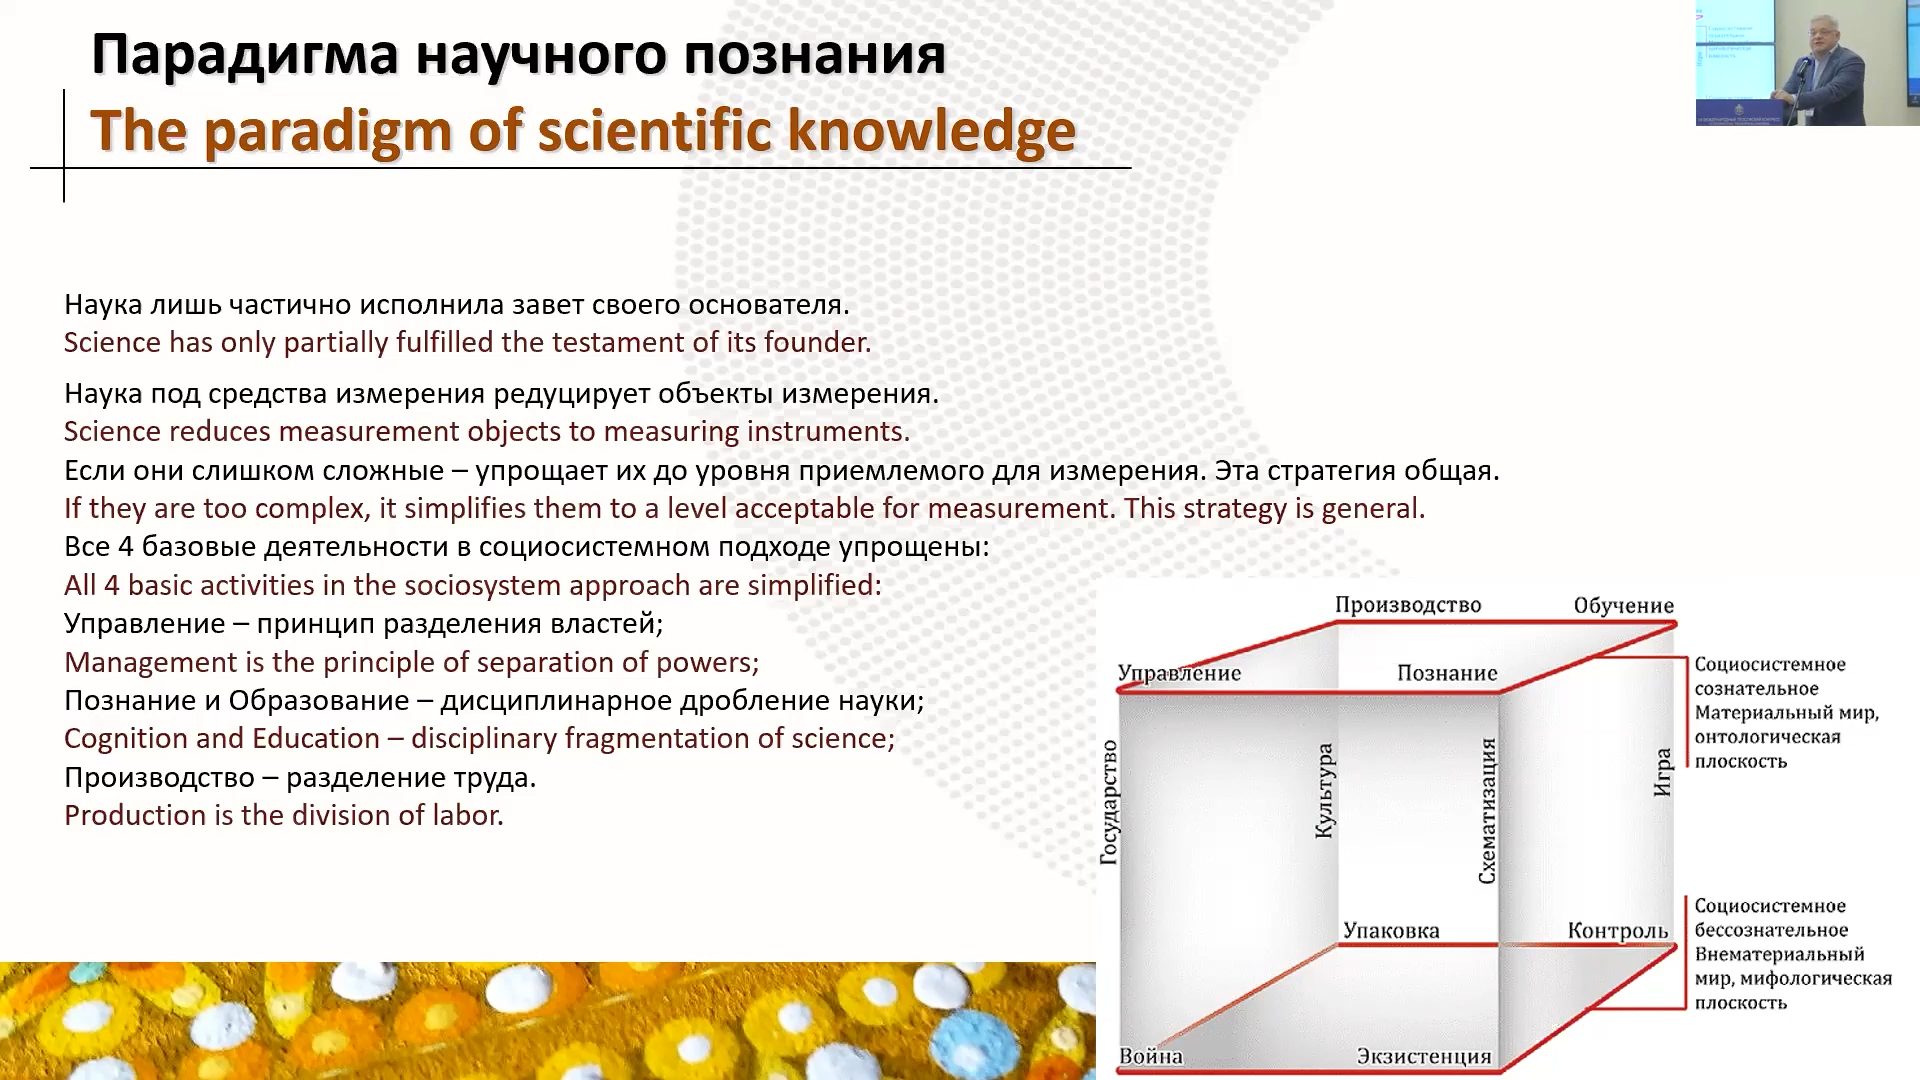 Парадигма научного познания
The paradigm of scientific knowledge
Наука лишь частично исполнила завет своего основателя.
Science has only partially fulfilled the testament of its founder.
Наука под средства измерения редуцирует объекты измерения.
Science reduces measurement objects to measuring instruments.
Если они слишком сложные – упрощает их до уровня приемлемого для измерения. Эта стратегия общая.
If they are too complex, it simplifies them to a level acceptable for measurement. This strategy is general.
Все 4 базовые деятельности в социосистемном подходе упрощены:
All 4 basic activities in the sociosystem approach are simplified:
Управление – принцип разделения властей;
Management is the principle of separation of powers;
Познание и Образование – дисциплинарное дробление науки;
Cognition and Education – disciplinary fragmentation of science;
Производство – разделение труда.
Production is the division of labor.
Производство
Обучение
Управление
Познание
Государство
Культура
Схематизация
Игра
Упаковка
Контроль
Война
Экзистенция
Социосистемное
сознательное
Материальный мир,
онтологическая
плоскость
Социосистемное
бессознательное
Внематериальный
мир, мифологическая
плоскость